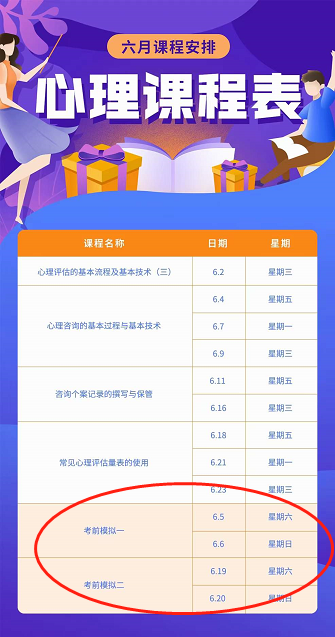 六月课程安排
心理课程表
课程名称 日期 星期
心理评估的基本流程及基本技术（三） 6.2 星期三
心理咨询的基本过程与基本技术 6.4 星期五
6.7 星期一
6.9 星期三
咨询个案记录的撰写与保管 6.11 星期五
6.16 星期三
常见心理评估量表的使用 6.18 星期五
6.21 星期一
6.23 星期三
考前模拟一 6.5 星期六
6.6 星期日
考前模拟二 6.19 星期六
6.20 星期日